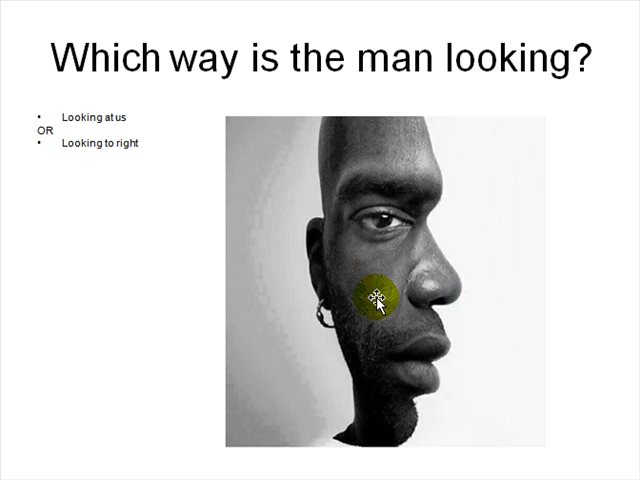 Which way is the man looking?
• Looking at us
OR
• Looking to right